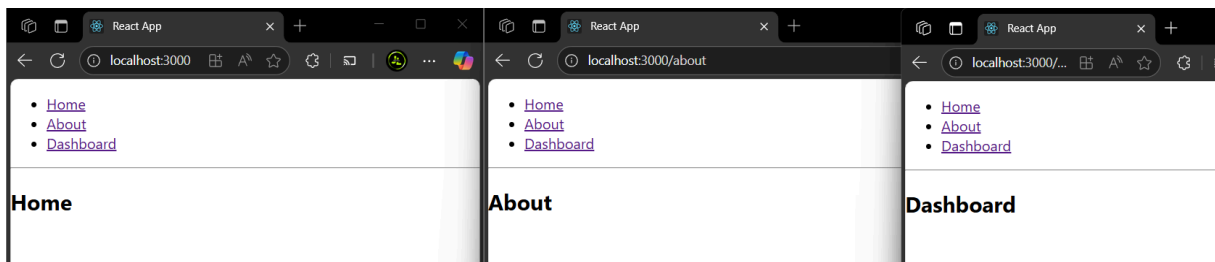 React App
localhost:3000
Home
About
Dashboard
Home
React App
localhost:3000/about
Home
About
Dashboard
About
React App
localhost:3000/...
Home
About
Dashboard
Dashboard